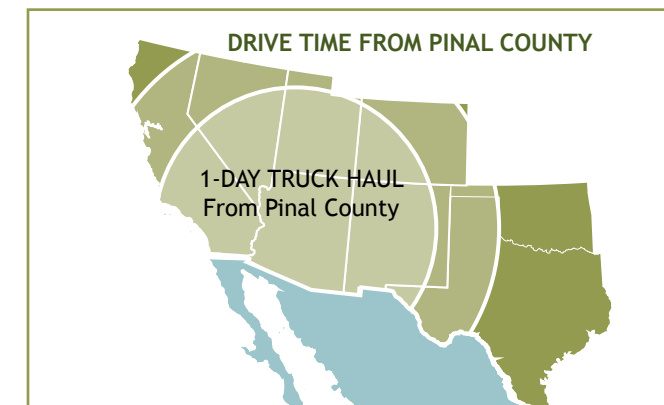 DRIVE TIME FROM PINAL COUNTY
1-DAY TRUCK HAUL
From Pinal County